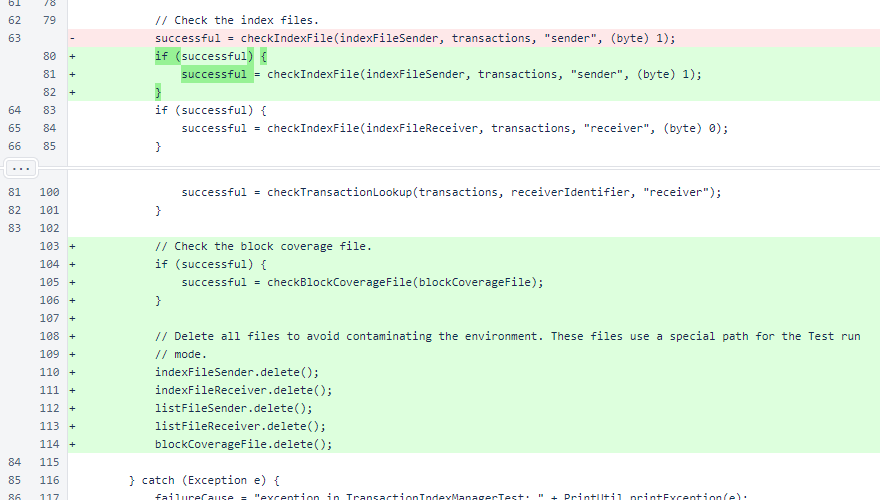 61 78
62 79 // Check the index files.
63 - successful = checkIndexFile(indexFileSender, transactions, "sender", (byte) 1);
80 + if (successful) {
81 + successful = checkIndexFile(indexFileSender, transactions, "sender", (byte) 1);
82 + }
64 83 if (successful) {
65 84 successful = checkIndexFile(indexFileReceiver, transactions, "receiver", (byte) 0);
66 85 }
...
81 100 successful = checkTransactionLookup(transactions, receiverIdentifier, "receiver");
82 101 }
83 102
103 + // Check the block coverage file.
104 + if (successful) {
105 + successful = checkBlockCoverageFile(blockCoverageFile);
106 + }
107 +
108 + // Delete all files to avoid contaminating the environment. These files use a special path for the Test run
109 + // mode.
110 + indexFileSender.delete();
111 + indexFileReceiver.delete();
112 + listFileSender.delete();
113 + listFileReceiver.delete();
114 + blockCoverageFile.delete();
84 115
85 116 } catch (Exception e) {
86 117 failureCause = "exception in TransactionIndexManagerTest: " + PrintUtil.printException(e);